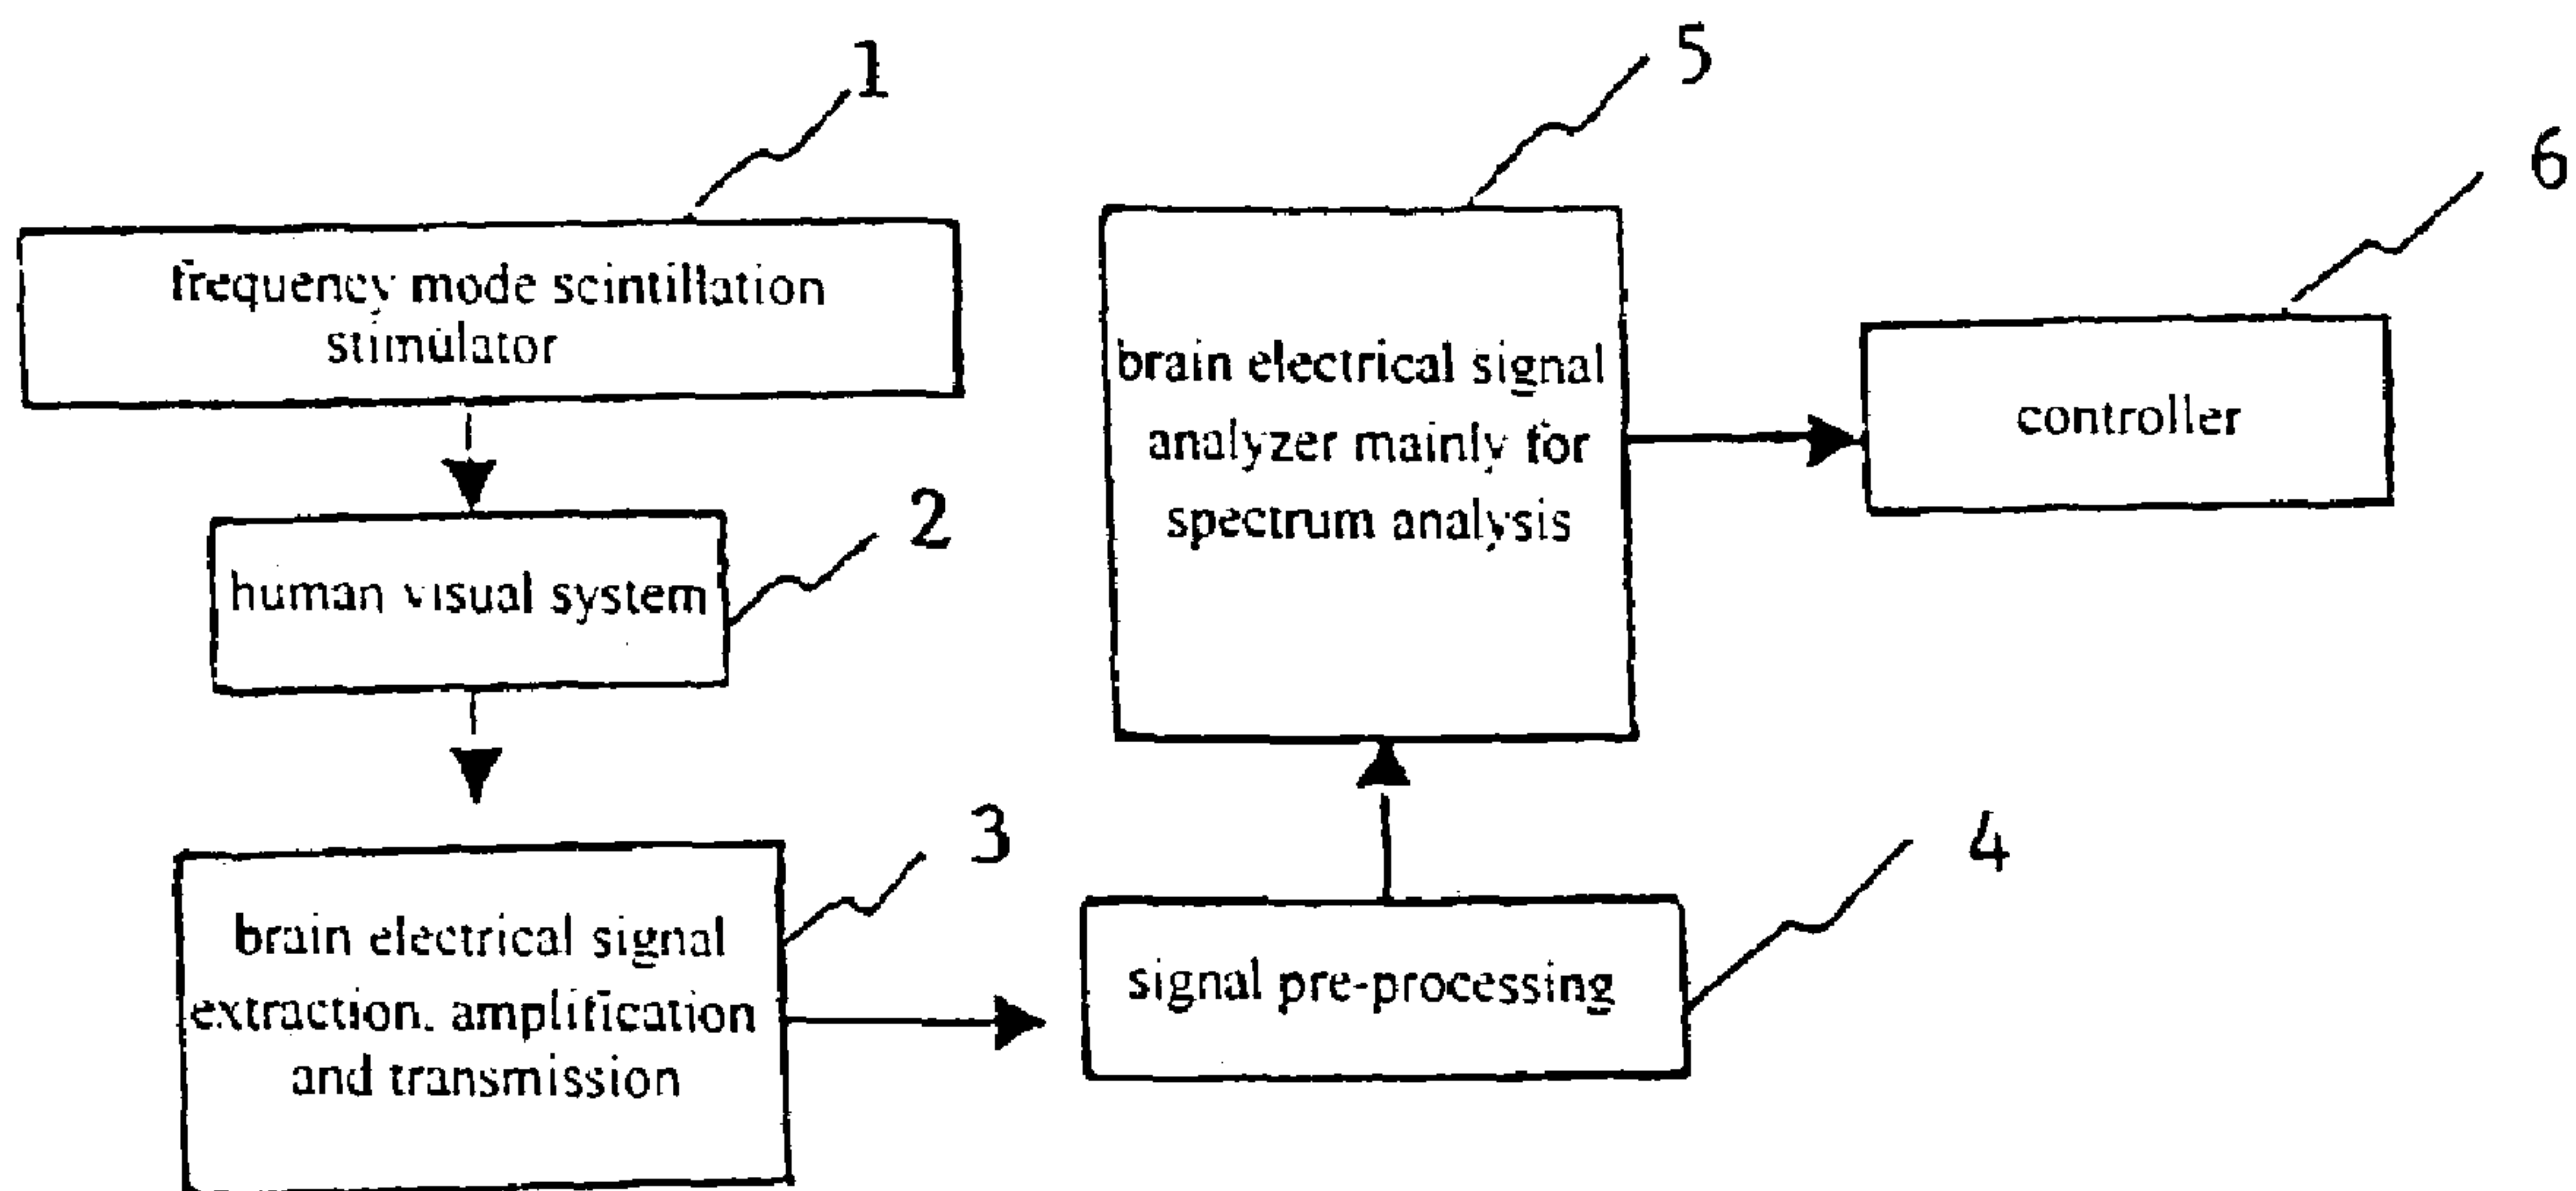 1
frequency mode scintillation
stimulator
2
human visual system
3
brain electrical signal
extraction, amplification
and transmission
4
signal pre-processing
5
brain electrical signal
analyzer mainly for
spectrum analysis
6
controller